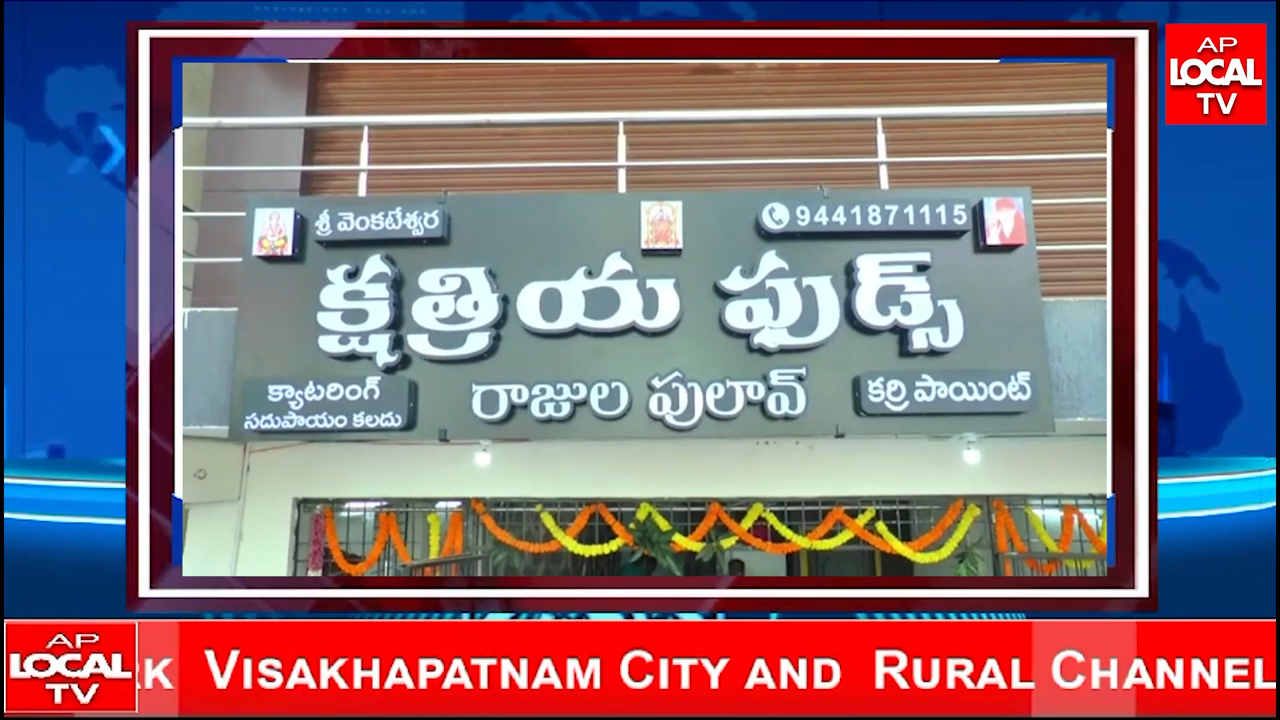 AP
LOCAL
TV
శ్రీ వెంకటేశ్వర
9441871115
క్షత్రియ ఫుడ్స్
రాజుల పులావ్
క్యాటరింగ్
సదుపాయం కలదు
కర్రి పాయింట్
AP
LOCAL
TV
VISAKHAPATNAM CITY AND RURAL CHANNEL